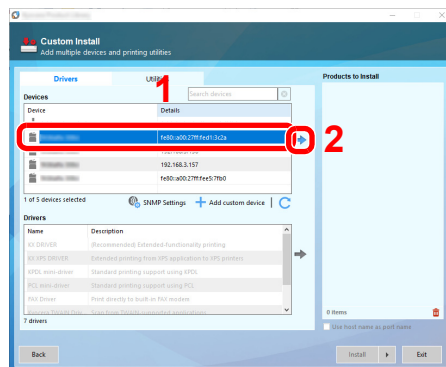 Custom Install
Add multiple devices and printing utilities
Drivers
Products to Install
1
Devices
Search devices
Device
Details
fe80::a00:27ff:fed1:3c2a
2
192.168.3.157
fe80::a00:27ff:fee5:7fb0
1 of 5 devices selected
SNMP Settings
Add custom device
Drivers
Name
Description
KX DRIVER
(Recommended) Extended-functionality printing
KX XPS DRIVER
Extended printing from XPS application to XPS printers
KPDL mini-driver
Standard printing support using KPDL
PCL mini-driver
Standard printing support using PCL
FAX Driver
Print directly to built-in FAX modem
7 drivers
0 items
Use host name as port name
Back
Install
Exit